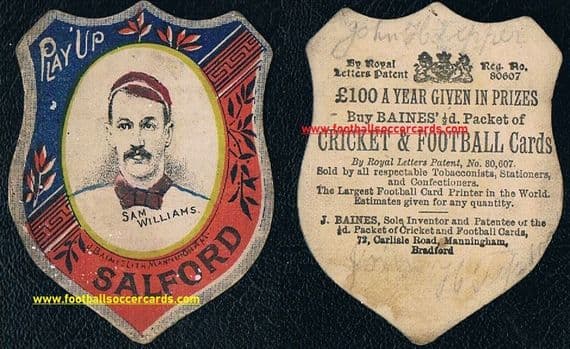 PLAY UP
SAM
WILLIAMS.
SALFORD
www.footballsoccercards.com
John H
By Royal
Letters Patent
Reg. No.
80607
£100 A YEAR GIVEN IN PRIZES
Buy BAINES' ½d. Packet of
www.footballsoccercards.com
CRICKET & FOOTBALL Cards
By Royal Letters Patent, No. 80,607.
Sold by all respectable Tobacconists, Stationers,
and Confectioners.
The Largest Football Card Printer in the World.
Estimates given for any quantity.
J. BAINES, Sole Inventor and Patentee of the
½d. Packet of Cricket and Football Cards,
72, Carlisle Road, Manningham,
Bradford